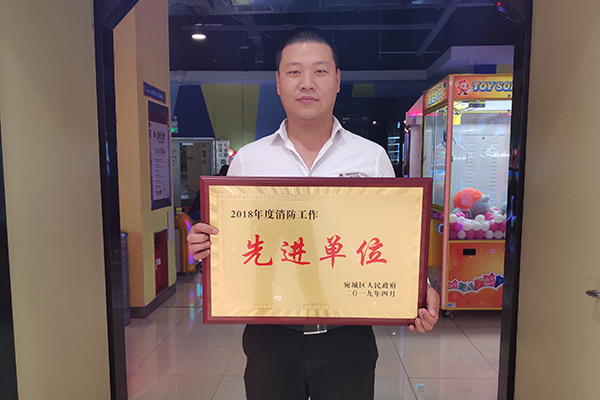 2018年度消防工作
先进单位
宛城区人民政府
二〇一九年四月
TOY SO